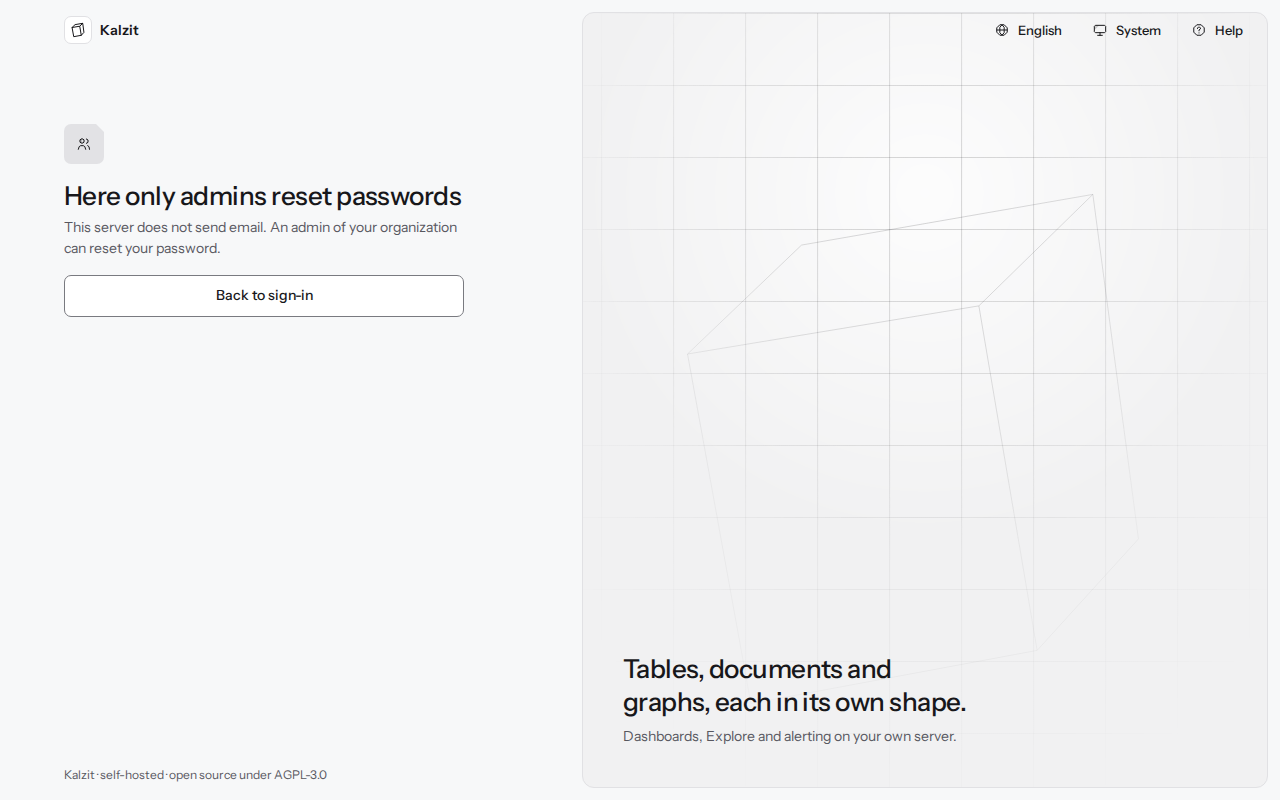 Kalzit
English
System
Help
Here only admins reset passwords
This server does not send email. An admin of your organization
can reset your password.
Back to sign-in
Tables, documents and
graphs, each in its own shape.
Dashboards, Explore and alerting on your own server.
Kalzit · self-hosted · open source under AGPL-3.0